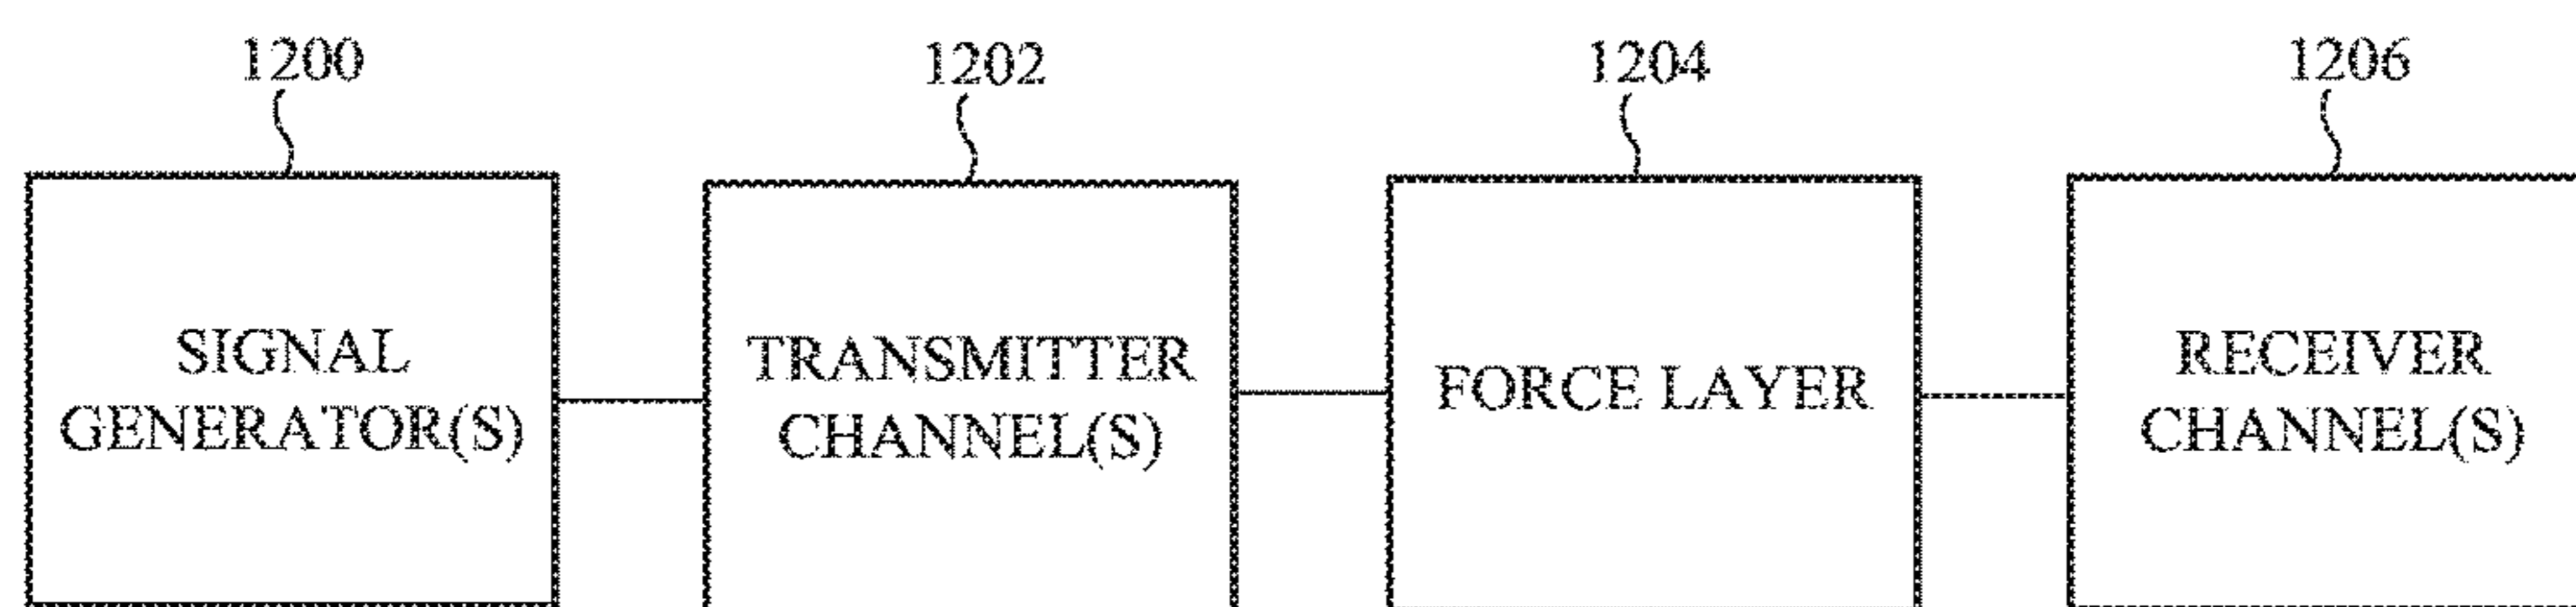 1200
1202
1204
1206
SIGNAL
GENERATOR(S)
TRANSMITTER
CHANNEL(S)
FORCE LAYER
RECEIVER
CHANNEL(S)